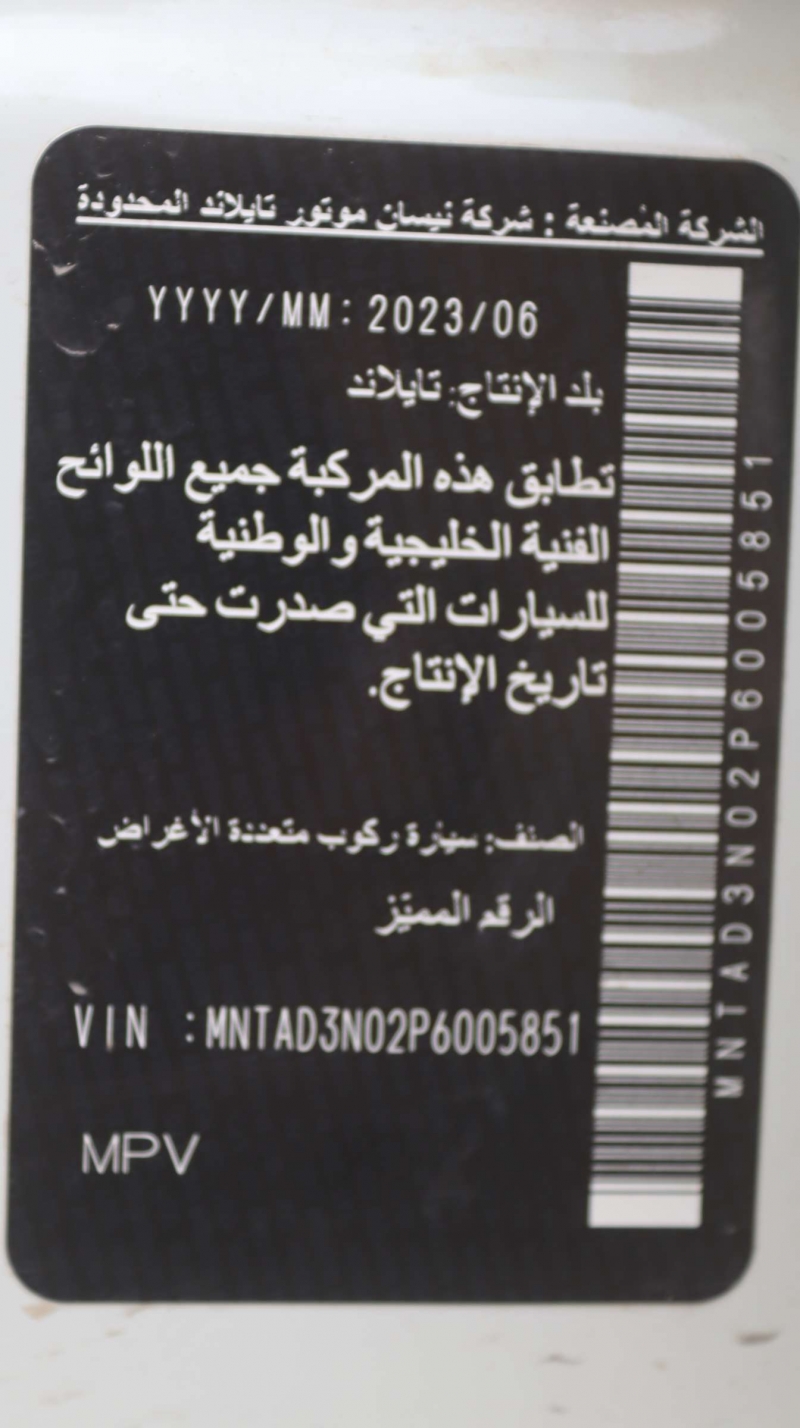 الشركة المصنعة : شركة نيسان موتور تايلاند المحدودة
YYYY/MM: 2023/06
بلد الإنتاج: تايلاند
تطابق هذه المركبة جميع اللوائح
الفنية الخليجية والوطنية
للسيارات التي صدرت حتى
تاريخ الإنتاج.
الصنف: سيارة ركوب متعددة الأغراض
الرقم المميّز
VIN :MNTAD3N02P6005851
MPV
MNTAD3N02P6005851